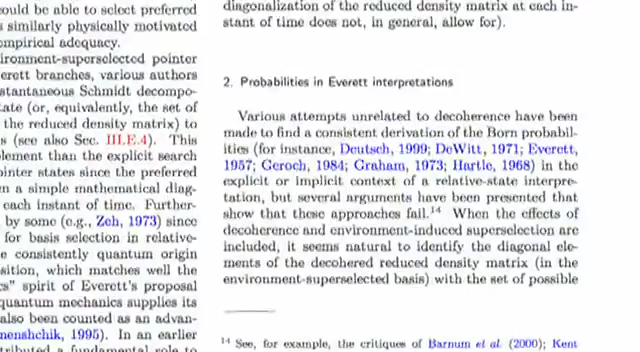 ould be able to select preferred
similarly physically motivated
mpirical adequacy.
ironment-superselected pointer
erett branches, various authors
stantaneous Schmidt decompo-
tate (or, equivalently, the set of
the reduced density matrix) to
s (see also Sec. III.E.4). This
lement than the explicit search
ointer states since the preferred
m a simple mathematical diag-
each instant of time. Further-
by some (e.g., Zeh, 1973) since
for basis selection in relative-
e consistently quantum origin
sition, which matches well the
cs" spirit of Everett's proposal
quantum mechanics supplies its
also been counted as an advan-
menshchik, 1995). In an earlier
tributed a fundamental role to
diagonalization of the reduced density matrix at each in-
stant of time does not, in general, allow for).
2. Probabilities in Everett interpretations
Various attempts unrelated to decoherence have been
made to find a consistent derivation of the Born probabil-
ities (for instance, Deutsch, 1999; DeWitt, 1971; Everett,
1957; Geroch, 1984; Graham, 1973; Hartle, 1968) in the
explicit or implicit context of a relative-state interpre-
tation, but several arguments have been presented that
show that these approaches fail.14 When the effects of
decoherence and environment-induced superselection are
included, it seems natural to identify the diagonal ele-
ments of the decohered reduced density matrix (in the
environment-superselected basis) with the set of possible
14 See, for example, the critiques of Barnum et al. (2000); Kent